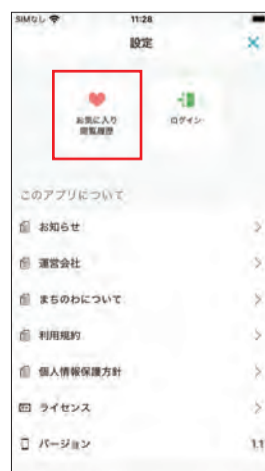 SIMなし 11:28
設定
お気に入り
閲覧履歴
ログイン
このアプリについて
お知らせ
運営会社
まちのわについて
利用規約
個人情報保護方針
ライセンス
バージョン 1.1